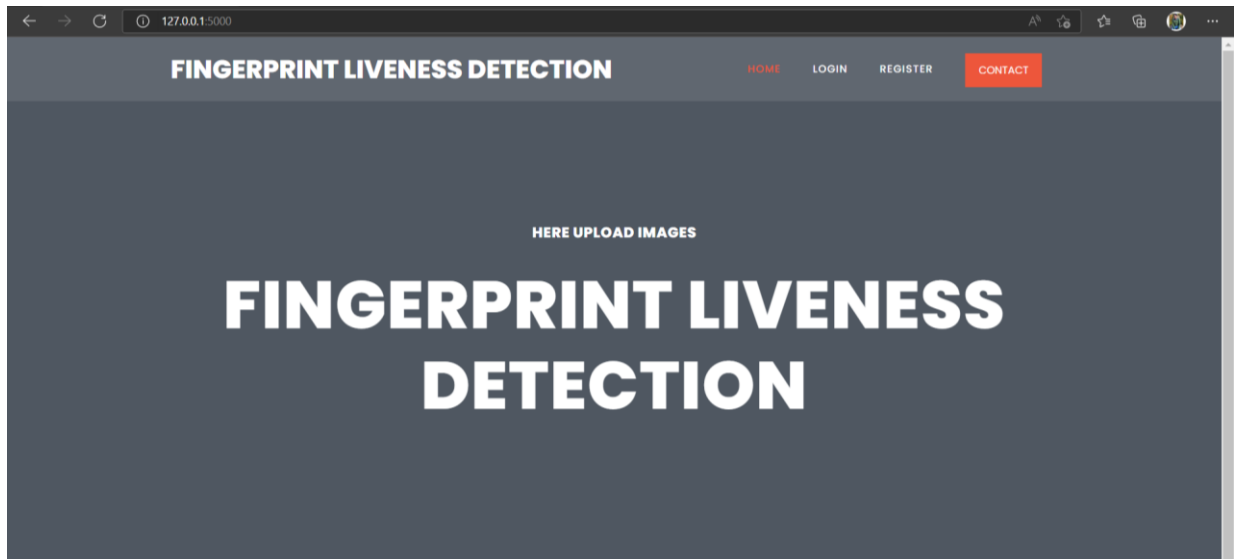 127.0.0.1:5000
FINGERPRINT LIVENESS DETECTION
HOME LOGIN REGISTER CONTACT
HERE UPLOAD IMAGES
FINGERPRINT LIVENESS
DETECTION